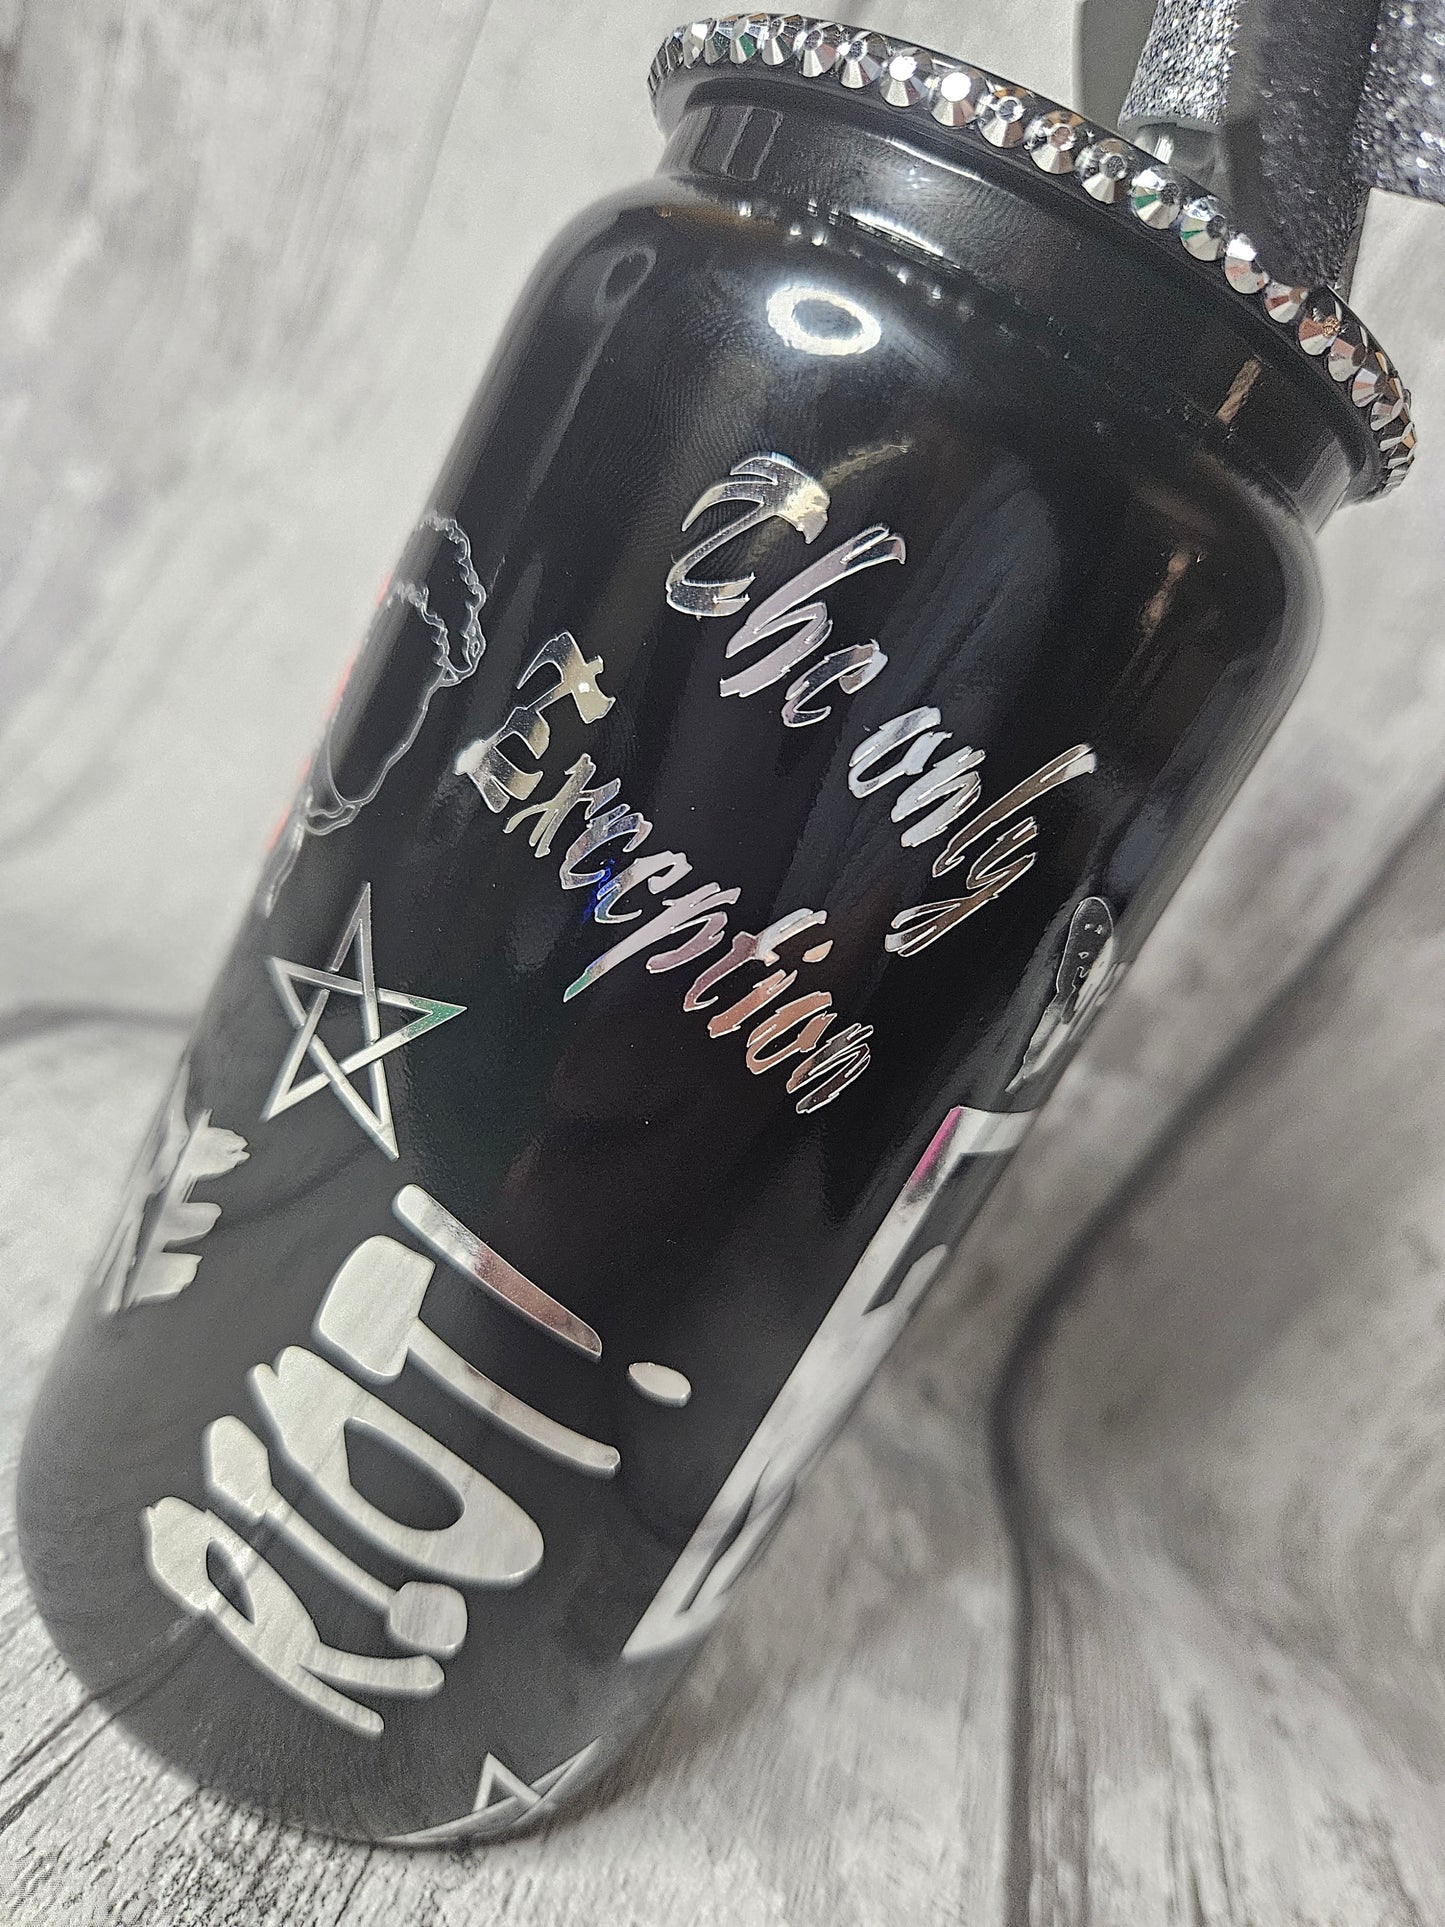 The only
Exception
RIOT!